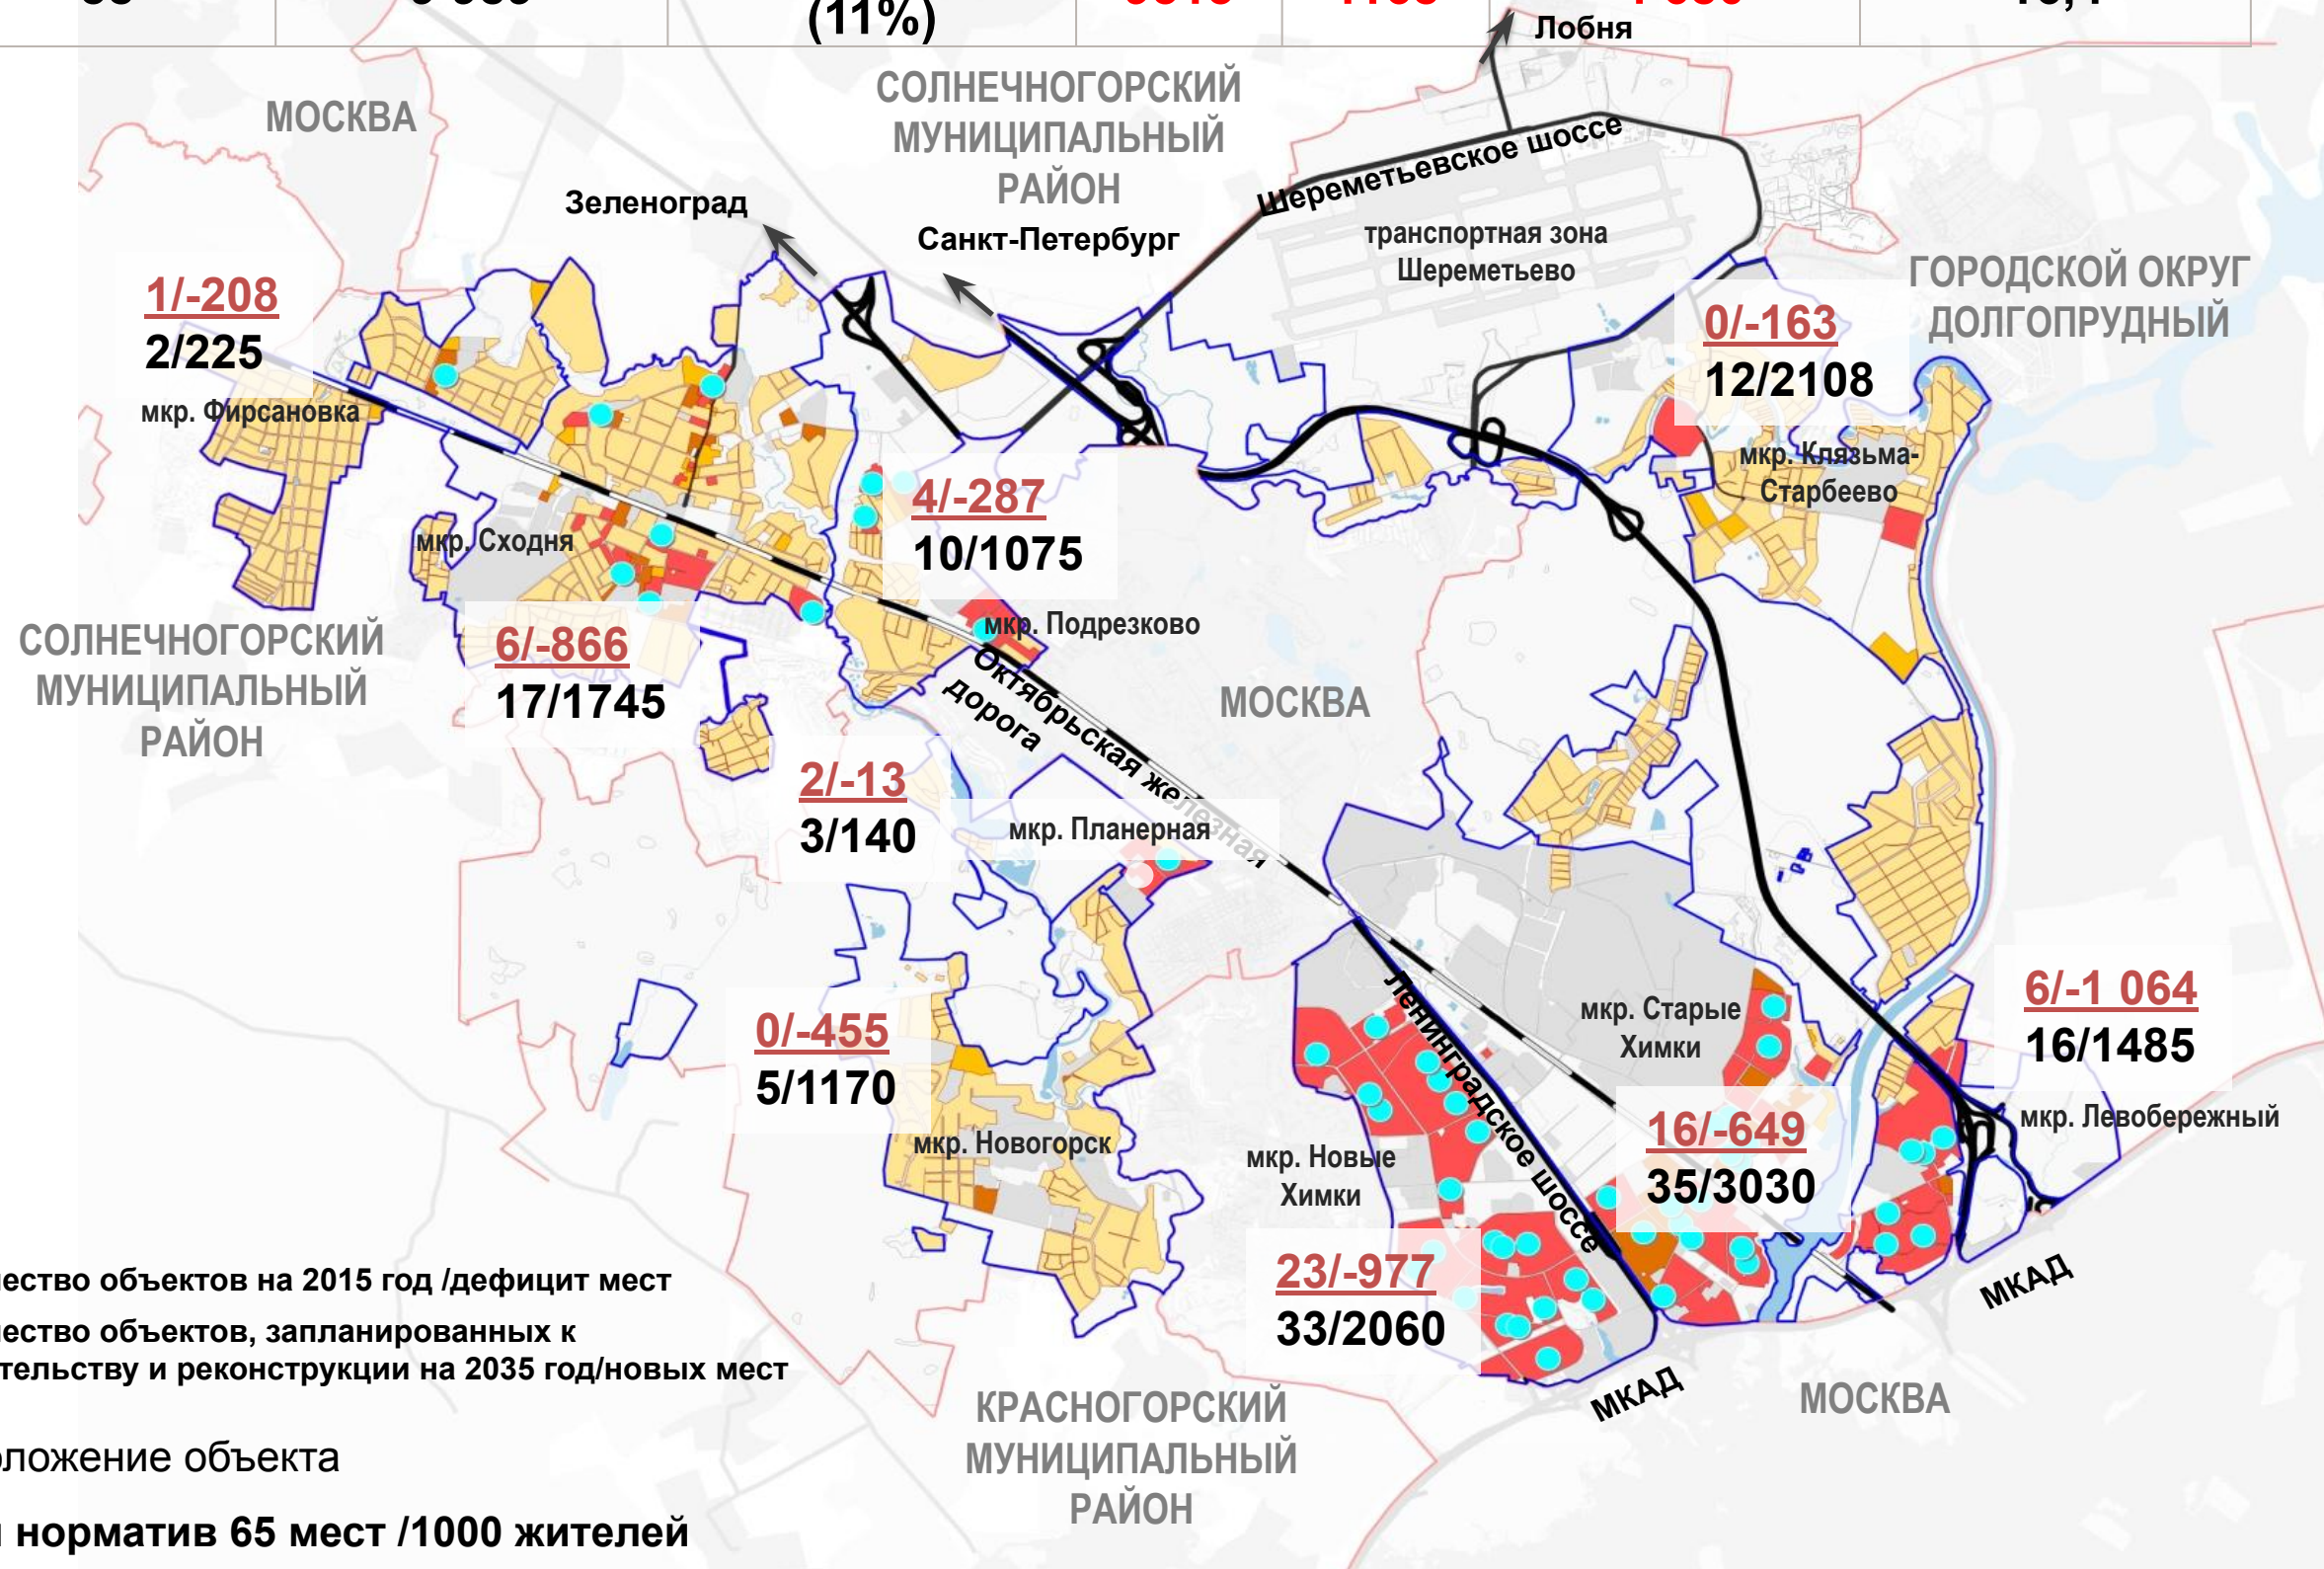 (11%)
Лобня
МОСКВА
СОЛНЕЧНОГОРСКИЙ
МУНИЦИПАЛЬНЫЙ
РАЙОН
Шереметьевское шоссе
Зеленоград
Санкт-Петербург
транспортная зона
Шереметьево
ГОРОДСКОЙ ОКРУГ
ДОЛГОПРУДНЫЙ
1/-208
2/225
мкр. Фирсановка
0/-163
12/2108
мкр. Клязьма-
Старбеево
4/-287
10/1075
мкр. Сходня
мкр. Подрезково
СОЛНЕЧНОГОРСКИЙ
МУНИЦИПАЛЬНЫЙ
РАЙОН
6/-866
17/1745
Октябрьская железная
дорога
МОСКВА
2/-13
3/140
мкр. Планерная
0/-455
5/1170
мкр. Новогорск
Ленинградское шоссе
мкр. Старые
Химки
6/-1 064
16/1485
мкр. Левобережный
16/-649
35/3030
мкр. Новые
Химки
23/-977
33/2060
МКАД
МКАД
МОСКВА
КРАСНОГОРСКИЙ
МУНИЦИПАЛЬНЫЙ
РАЙОН
ество объектов на 2015 год /дефицит мест
ество объектов, запланированных к
тельству и реконструкции на 2035 год/новых мест
ложение объекта
норматив 65 мест /1000 жителей